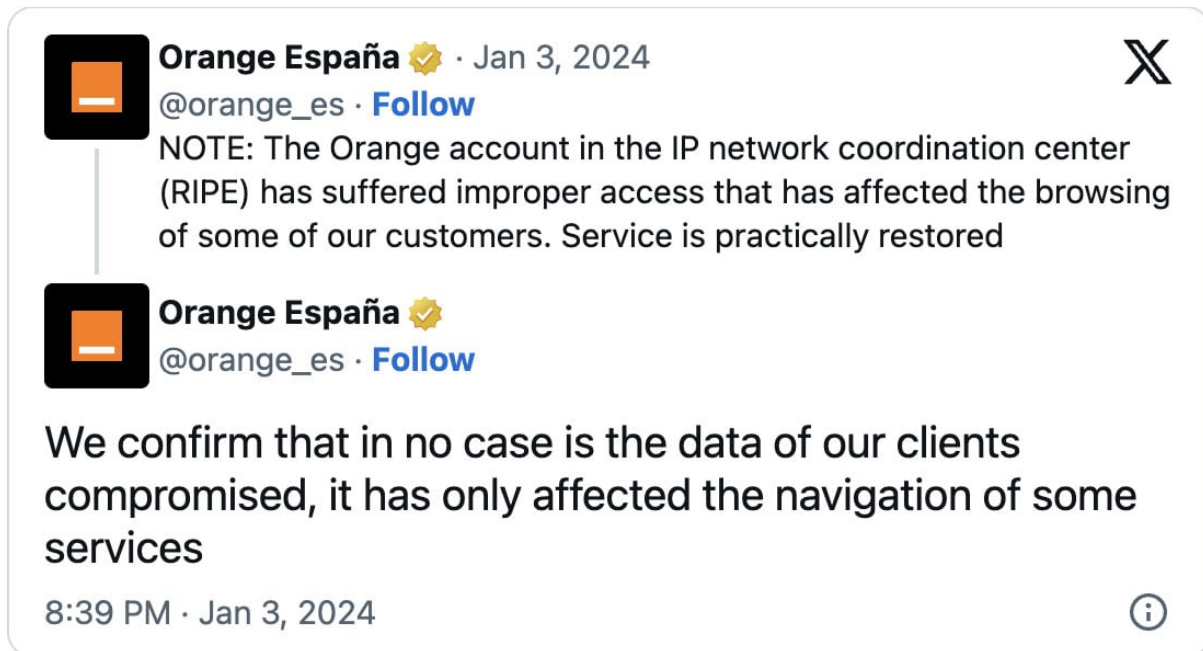 Orange España · Jan 3, 2024
@orange_es · Follow
NOTE: The Orange account in the IP network coordination center
(RIPE) has suffered improper access that has affected the browsing
of some of our customers. Service is practically restored
Orange España
@orange_es · Follow
We confirm that in no case is the data of our clients
compromised, it has only affected the navigation of some
services
8:39 PM · Jan 3, 2024